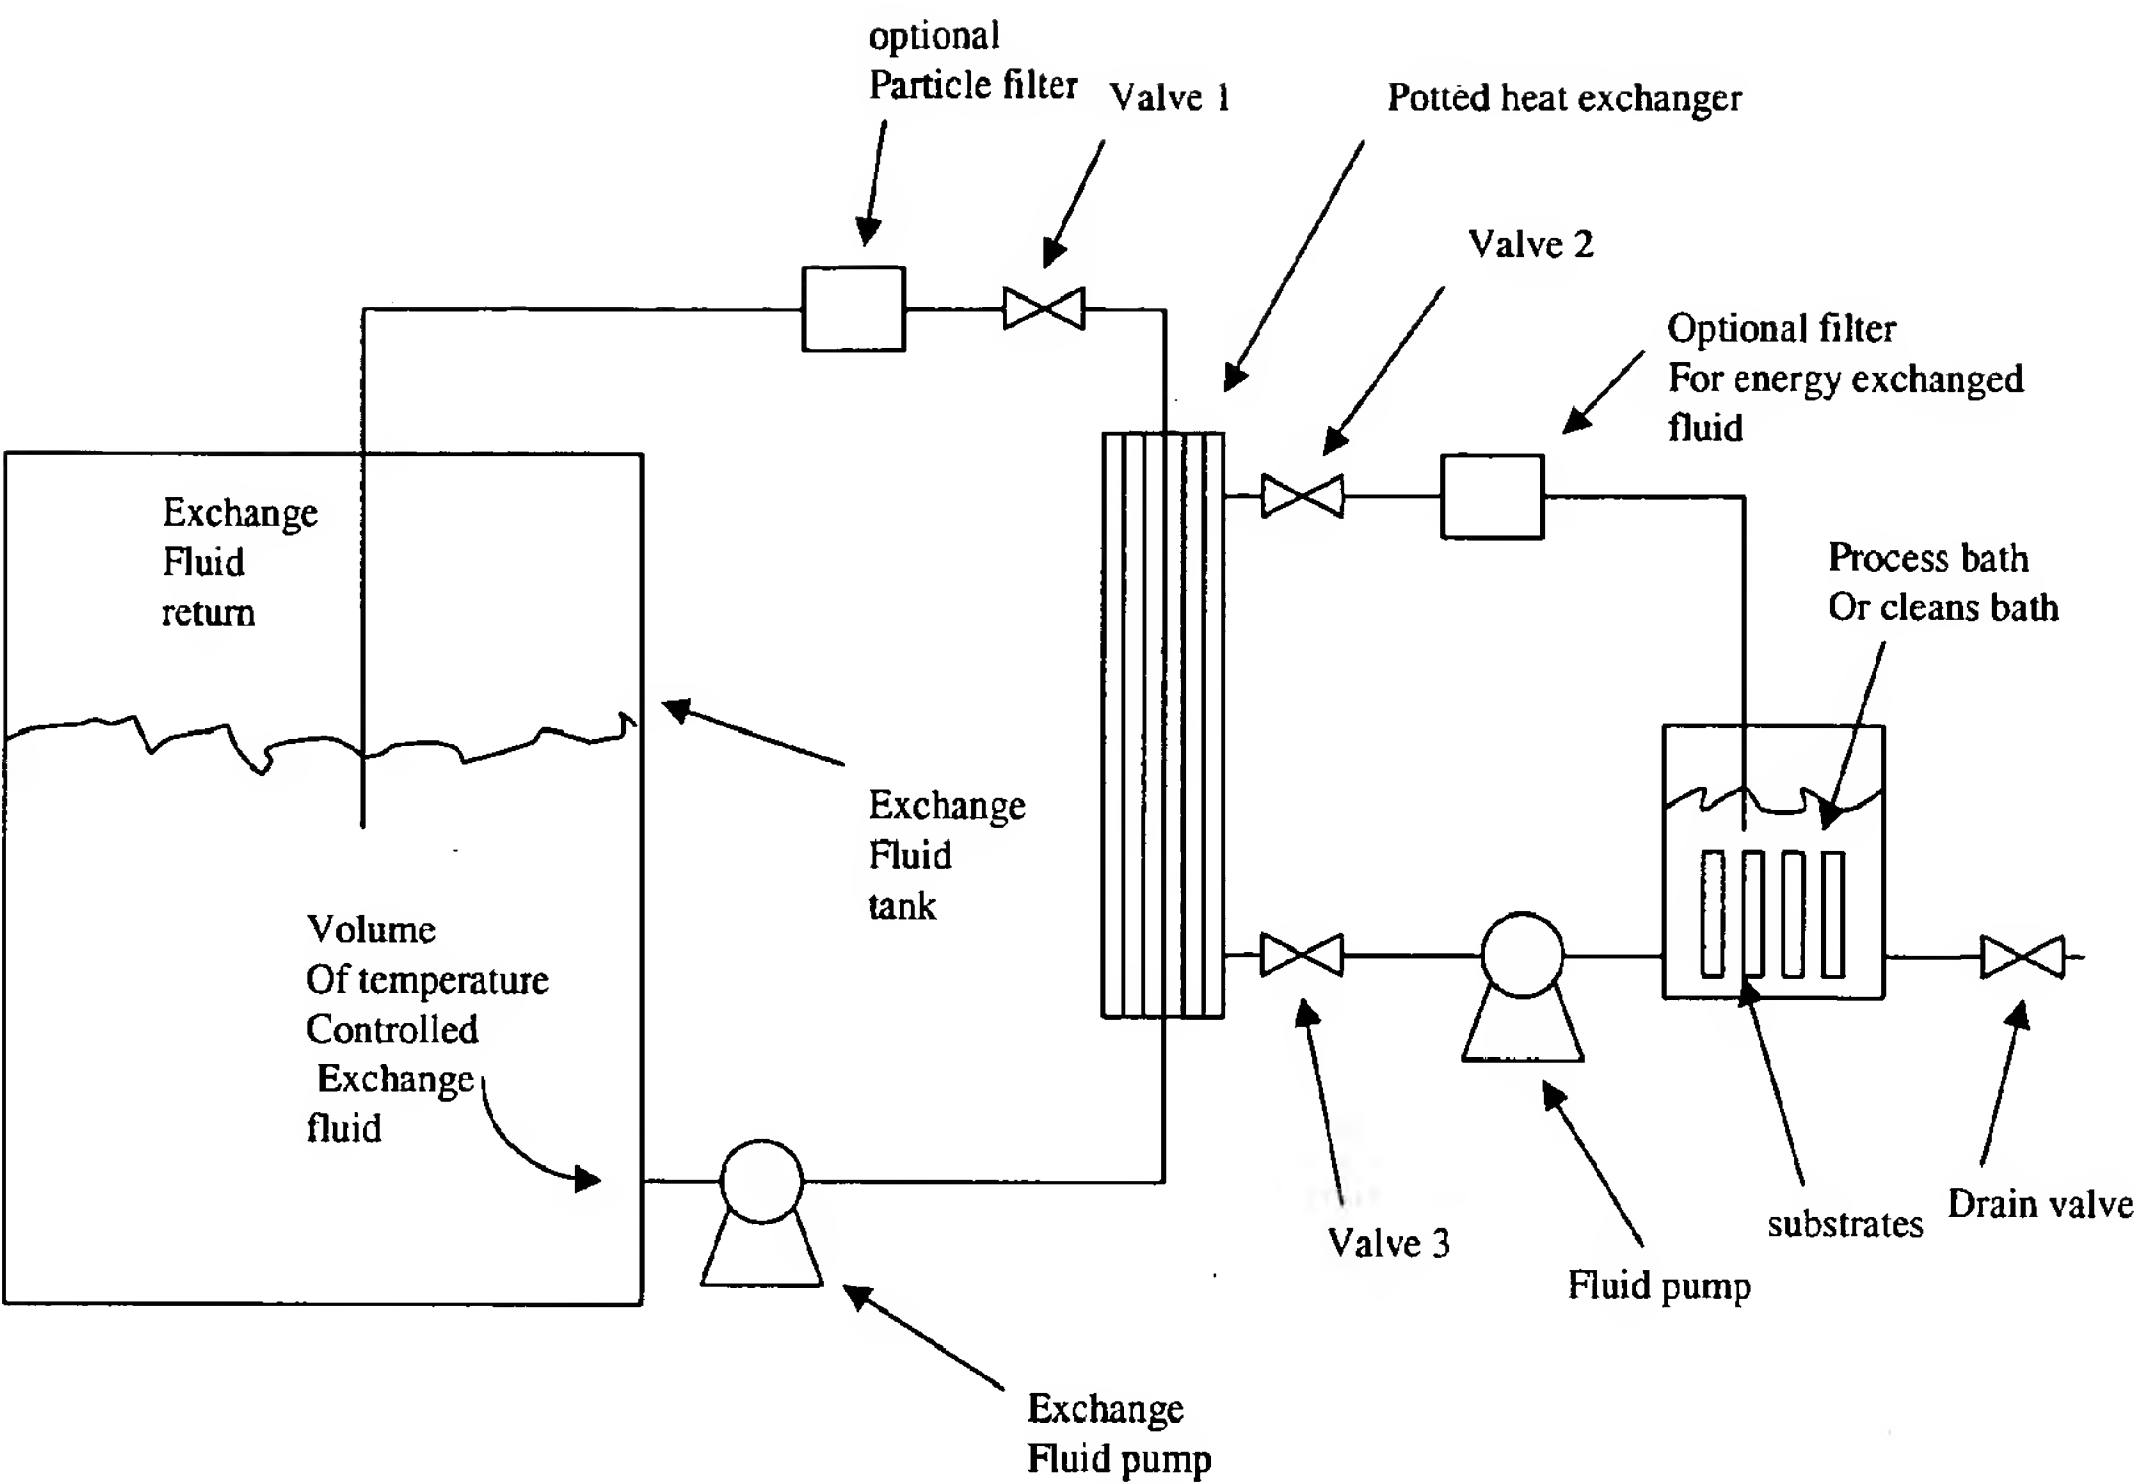 optional
Particle filter
Valve 1
Potted heat exchanger
Valve 2
Optional filter
For energy exchanged
fluid
Exchange
Fluid
return
Process bath
Or cleans bath
Exchange
Fluid
tank
Volume
Of temperature
Controlled
Exchange
fluid
Valve 3
Fluid pump
substrates
Drain valve
Exchange
Fluid pump